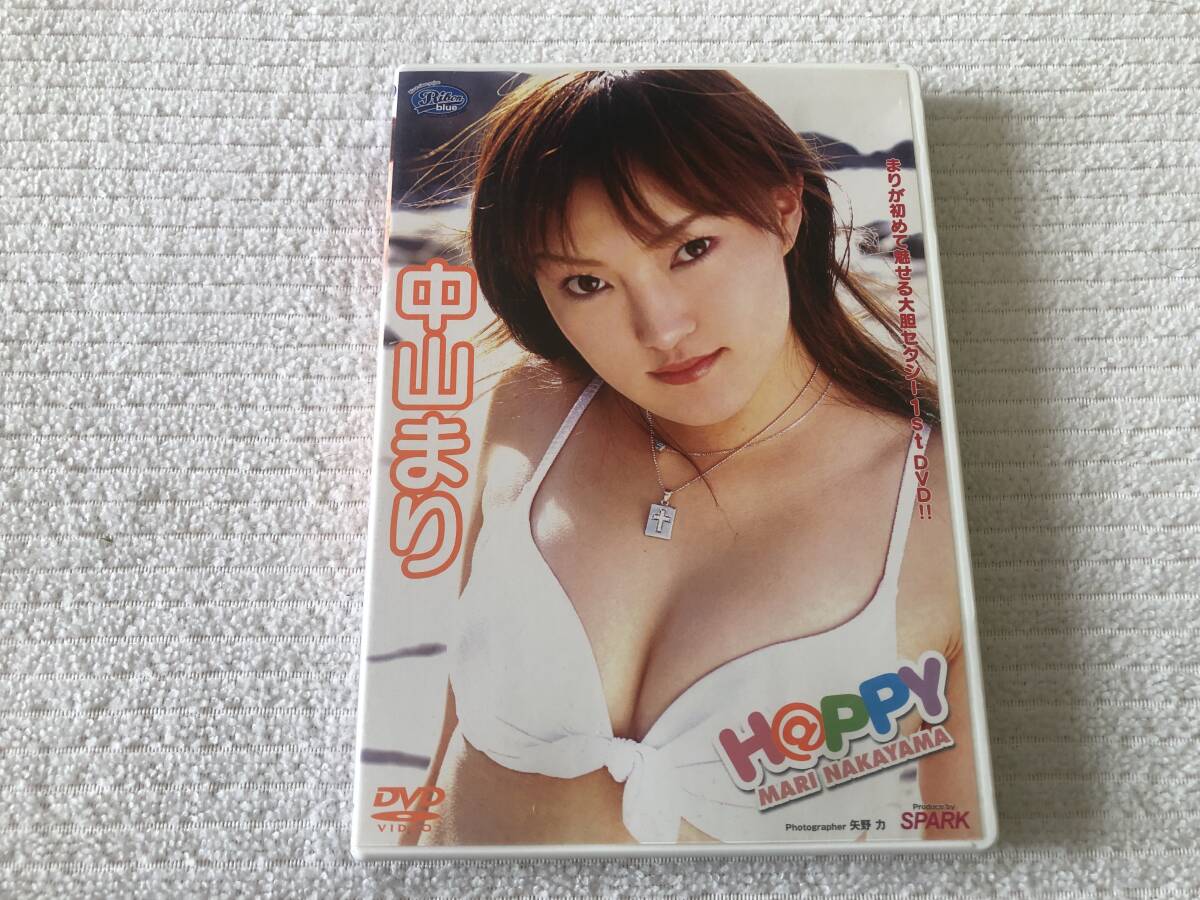 Ribon
blue
中山まり
まりが初めて魅せる大胆セクシー1st DVD!!
H@PPY
MARI NAKAYAMA
DVD
VIDEO
Photographer 矢野 力
Produce by
SPARK